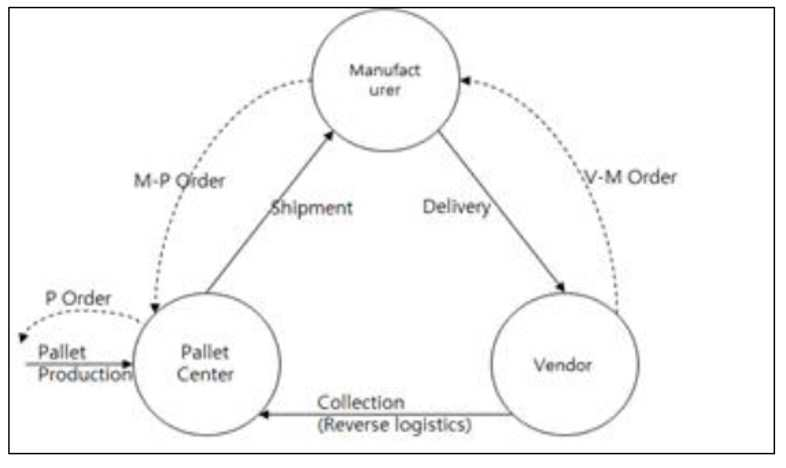 Manufact
urer
M-P Order
V-M Order
Shipment
Delivery
P Order
Pallet
Production
Pallet
Center
Vendor
Collection
(Reverse logistics)